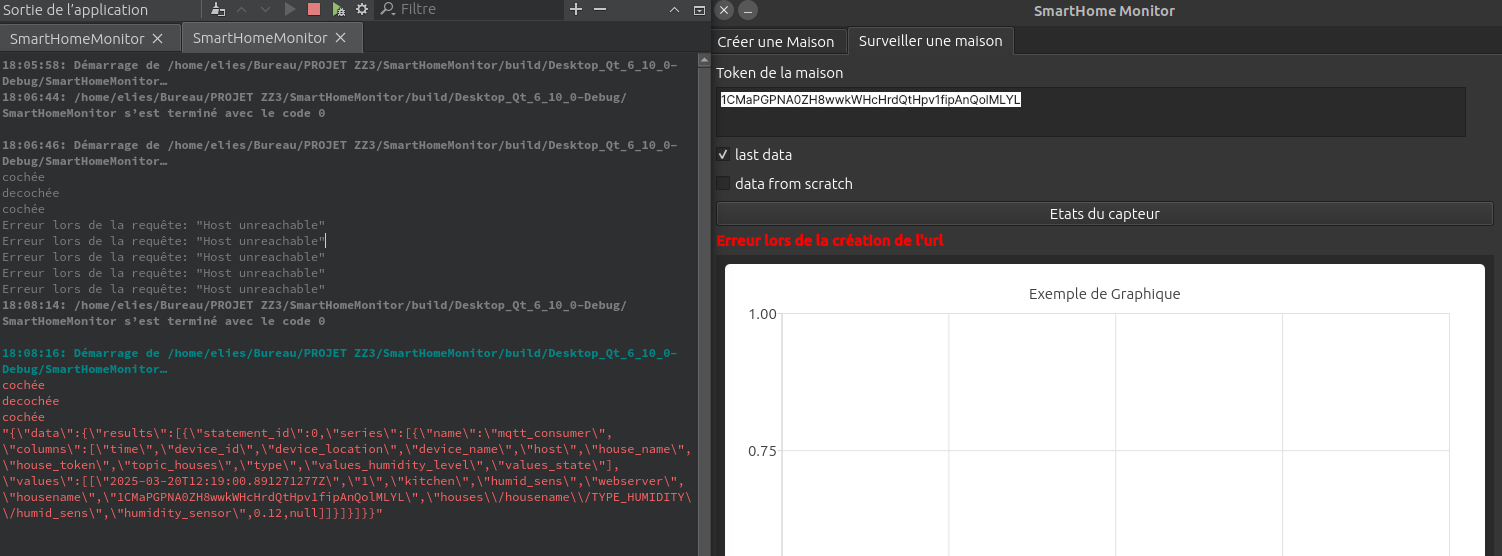 Sortie de l'application
Filtre
SmartHomeMonitor
SmartHomeMonitor
18:05:58: Démarrage de /home/elies/Bureau/PROJET ZZ3/SmartHomeMonitor/build/Desktop_Qt_6_10_0-
Debug/SmartHomeMonitor…
18:06:44: /home/elies/Bureau/PROJET ZZ3/SmartHomeMonitor/build/Desktop_Qt_6_10_0-Debug/
SmartHomeMonitor s'est terminé avec le code 0
18:06:46: Démarrage de /home/elies/Bureau/PROJET ZZ3/SmartHomeMonitor/build/Desktop_Qt_6_10_0-
Debug/SmartHomeMonitor…
cochée
decochée
cochée
Erreur lors de la requête: "Host unreachable"
Erreur lors de la requête: "Host unreachable"
Erreur lors de la requête: "Host unreachable"
Erreur lors de la requête: "Host unreachable"
Erreur lors de la requête: "Host unreachable"
18:08:14: /home/elies/Bureau/PROJET ZZ3/SmartHomeMonitor/build/Desktop_Qt_6_10_0-Debug/
SmartHomeMonitor s'est terminé avec le code 0
18:08:16: Démarrage de /home/elies/Bureau/PROJET ZZ3/SmartHomeMonitor/build/Desktop_Qt_6_10_0-
Debug/SmartHomeMonitor…
cochée
decochée
cochée
"{\"data\":{\"results\":[{\"statement_id\":0,\"series\":[{\"name\":\"mqtt_consumer\",
\"columns\":[\"time\",\"device_id\",\"device_location\",\"device_name\",\"host\",\"house_name\",
\"house_token\",\"topic_houses\",\"type\",\"values_humidity_level\",\"values_state\"],
\"values\":[[\"2025-03-20T12:19:00.891271277Z\",\"1\",\"kitchen\",\"humid_sens\",\"webserver\",
\"housename\",\"1CMaPGPNA0ZH8wwkWHcHrdQtHpv1fipAnQolMLYL\",\"houses\\/housename\\/TYPE_HUMIDITY\
\/humid_sens\",\"humidity_sensor\",0.12,null]]}]}]}}"
SmartHome Monitor
Créer une Maison
Surveiller une maison
Token de la maison
1CMaPGPNA0ZH8wwkWHcHrdQtHpv1fipAnQolMLYL
last data
data from scratch
Etats du capteur
Erreur lors de la création de l'url
Exemple de Graphique
1.00
0.75